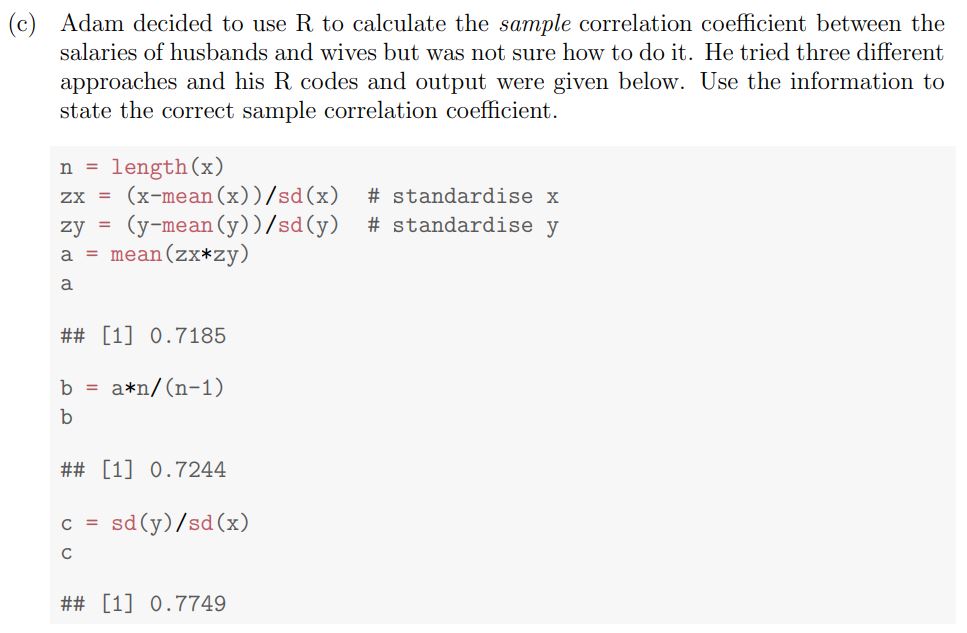 (c) Adam decided to use R to calculate the sample correlation coefficient between the
salaries of husbands and wives but was not sure how to do it. He tried three different
approaches and his R codes and output were given below. Use the information to
state the correct sample correlation coefficient.
n = length(x)
zx = (x-mean(x))/sd(x)  # standardise x
zy = (y-mean(y))/sd(y)  # standardise y
a = mean(zx*zy)
a
## [1] 0.7185
b = a*n/(n-1)
b
## [1] 0.7244
c = sd(y)/sd(x)
c
## [1] 0.7749